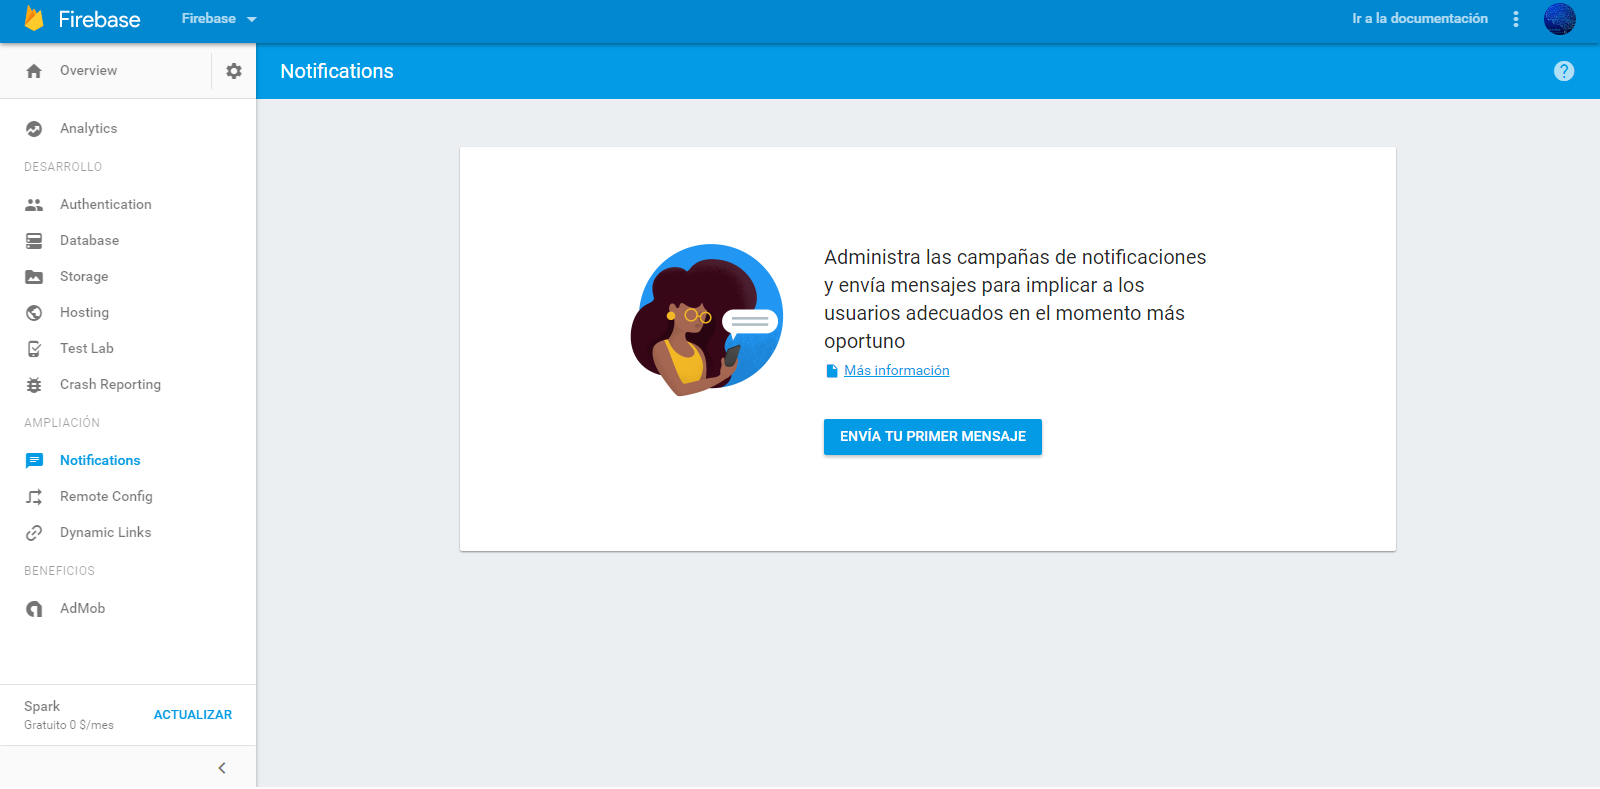 Firebase
Firebase
Ir a la documentación
Overview
Notifications
Analytics
DESARROLLO
Authentication
Database
Storage
Hosting
Test Lab
Crash Reporting
AMPLIACIÓN
Notifications
Remote Config
Dynamic Links
BENEFICIOS
AdMob
Spark
Gratuito 0 $/mes
ACTUALIZAR
Administra las campañas de notificaciones
y envía mensajes para implicar a los
usuarios adecuados en el momento más
oportuno
Más información
ENVÍA TU PRIMER MENSAJE